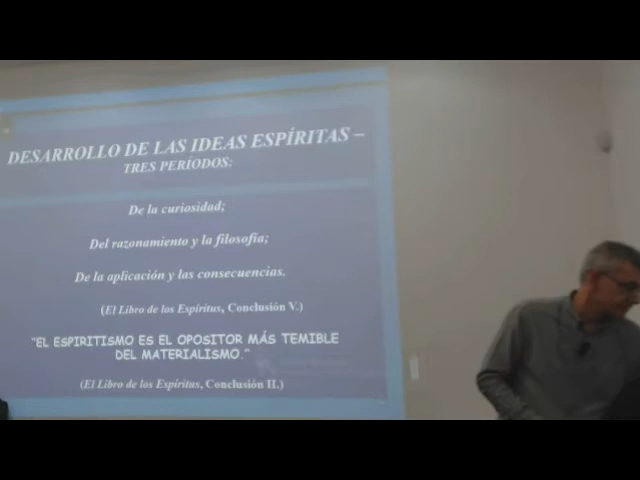 DESARROLLO DE LAS IDEAS ESPÍRITAS –
TRES PERÍODOS:
De la curiosidad;
Del razonamiento y la filosofía;
De la aplicación y las consecuencias.
(El Libro de los Espíritus, Conclusión V.)
"EL ESPIRITISMO ES EL OPOSITOR MÁS TEMIBLE
DEL MATERIALISMO."
(El Libro de los Espíritus, Conclusión II.)